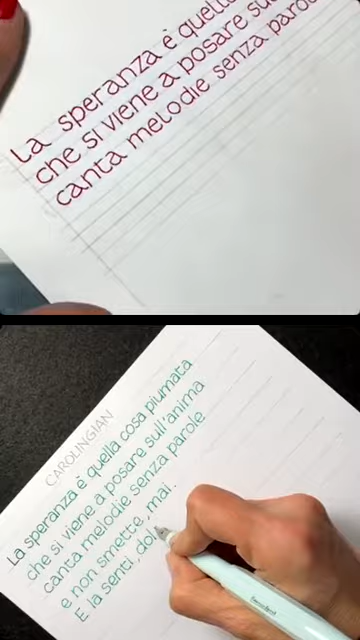 La speranza è quella
che si viene a posare su
canta melodie senza parole
CAROLINGIAN
La speranza è quella cosa piumata
che si viene a posare sull'anima
canta melodie senza parole
e non smette, mai.
E la senti, dol